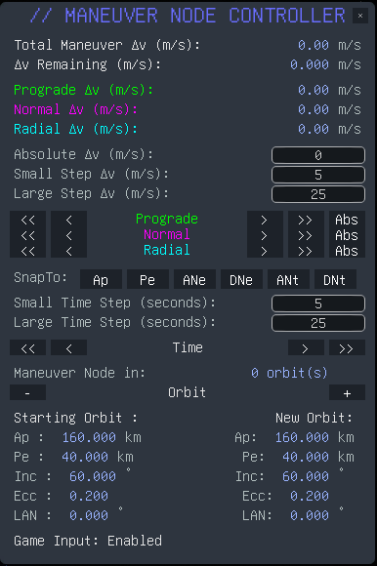 // MANEUVER NODE CONTROLLER ×
Total Maneuver Δv (m/s): 0.00 m/s
Δv Remaining (m/s): 0.000 m/s
Prograde Δv (m/s): 0.00 m/s
Normal Δv (m/s): 0.00 m/s
Radial Δv (m/s): 0.00 m/s
Absolute Δv (m/s): 0
Small Step Δv (m/s): 5
Large Step Δv (m/s): 25
<< < Prograde > >> Abs
<< < Normal > >> Abs
<< < Radial > >> Abs
SnapTo: Ap Pe ANe DNe ANt DNt
Small Time Step (seconds): 5
Large Time Step (seconds): 25
<< < Time > >>
Maneuver Node in: 0 orbit(s)
- Orbit +
Starting Orbit : New Orbit:
Ap : 160.000 km Ap: 160.000 km
Pe : 40.000 km Pe: 40.000 km
Inc : 60.000 ° Inc: 60.000 °
Ecc : 0.200 Ecc: 0.200
LAN : 0.000 ° LAN: 0.000 °
Game Input: Enabled